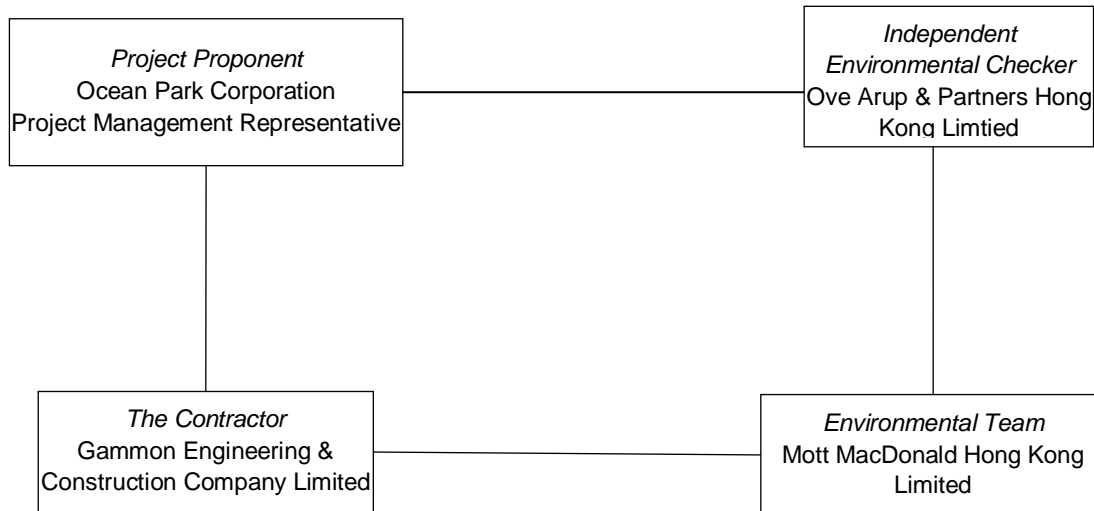 Project Proponent
Ocean Park Corporation
Project Management Representative
Independent
Environmental Checker
Ove Arup & Partners Hong
Kong Limtied
The Contractor
Gammon Engineering &
Construction Company Limited
Environmental Team
Mott MacDonald Hong Kong
Limited